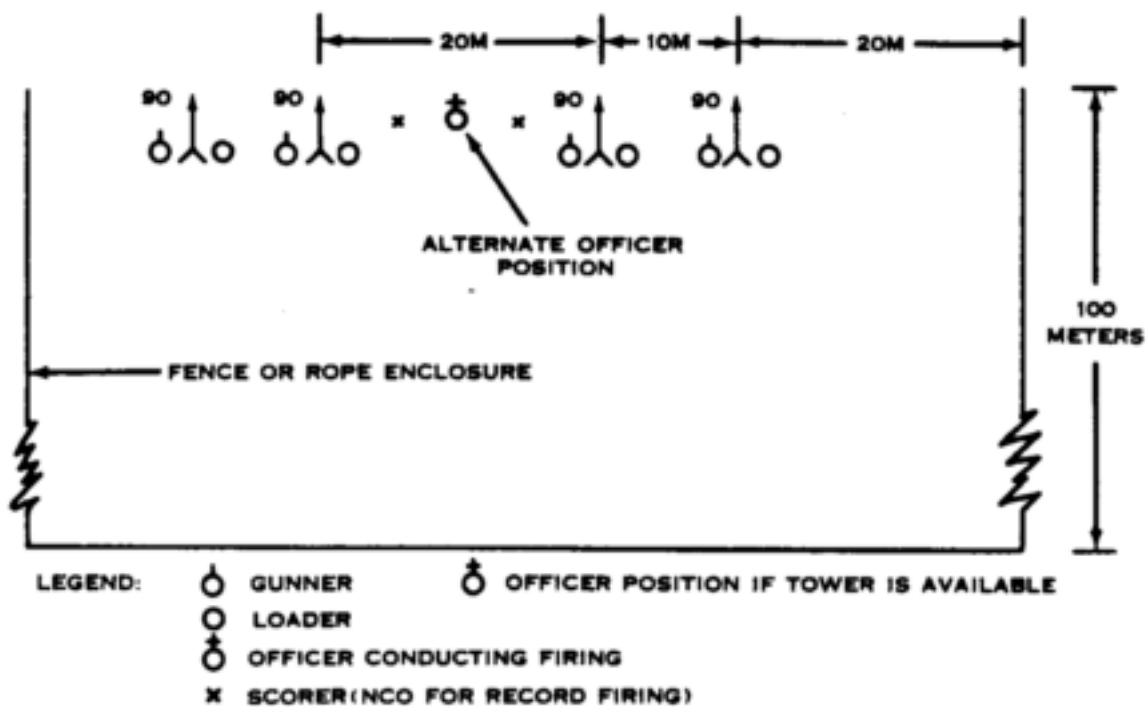 20M 10M 20M
90 90 90 90
x x
ALTERNATE OFFICER
POSITION
100
METERS
FENCE OR ROPE ENCLOSURE
LEGEND: GUNNER OFFICER POSITION IF TOWER IS AVAILABLE
LOADER
OFFICER CONDUCTING FIRING
x SCORER(NCO FOR RECORD FIRING)